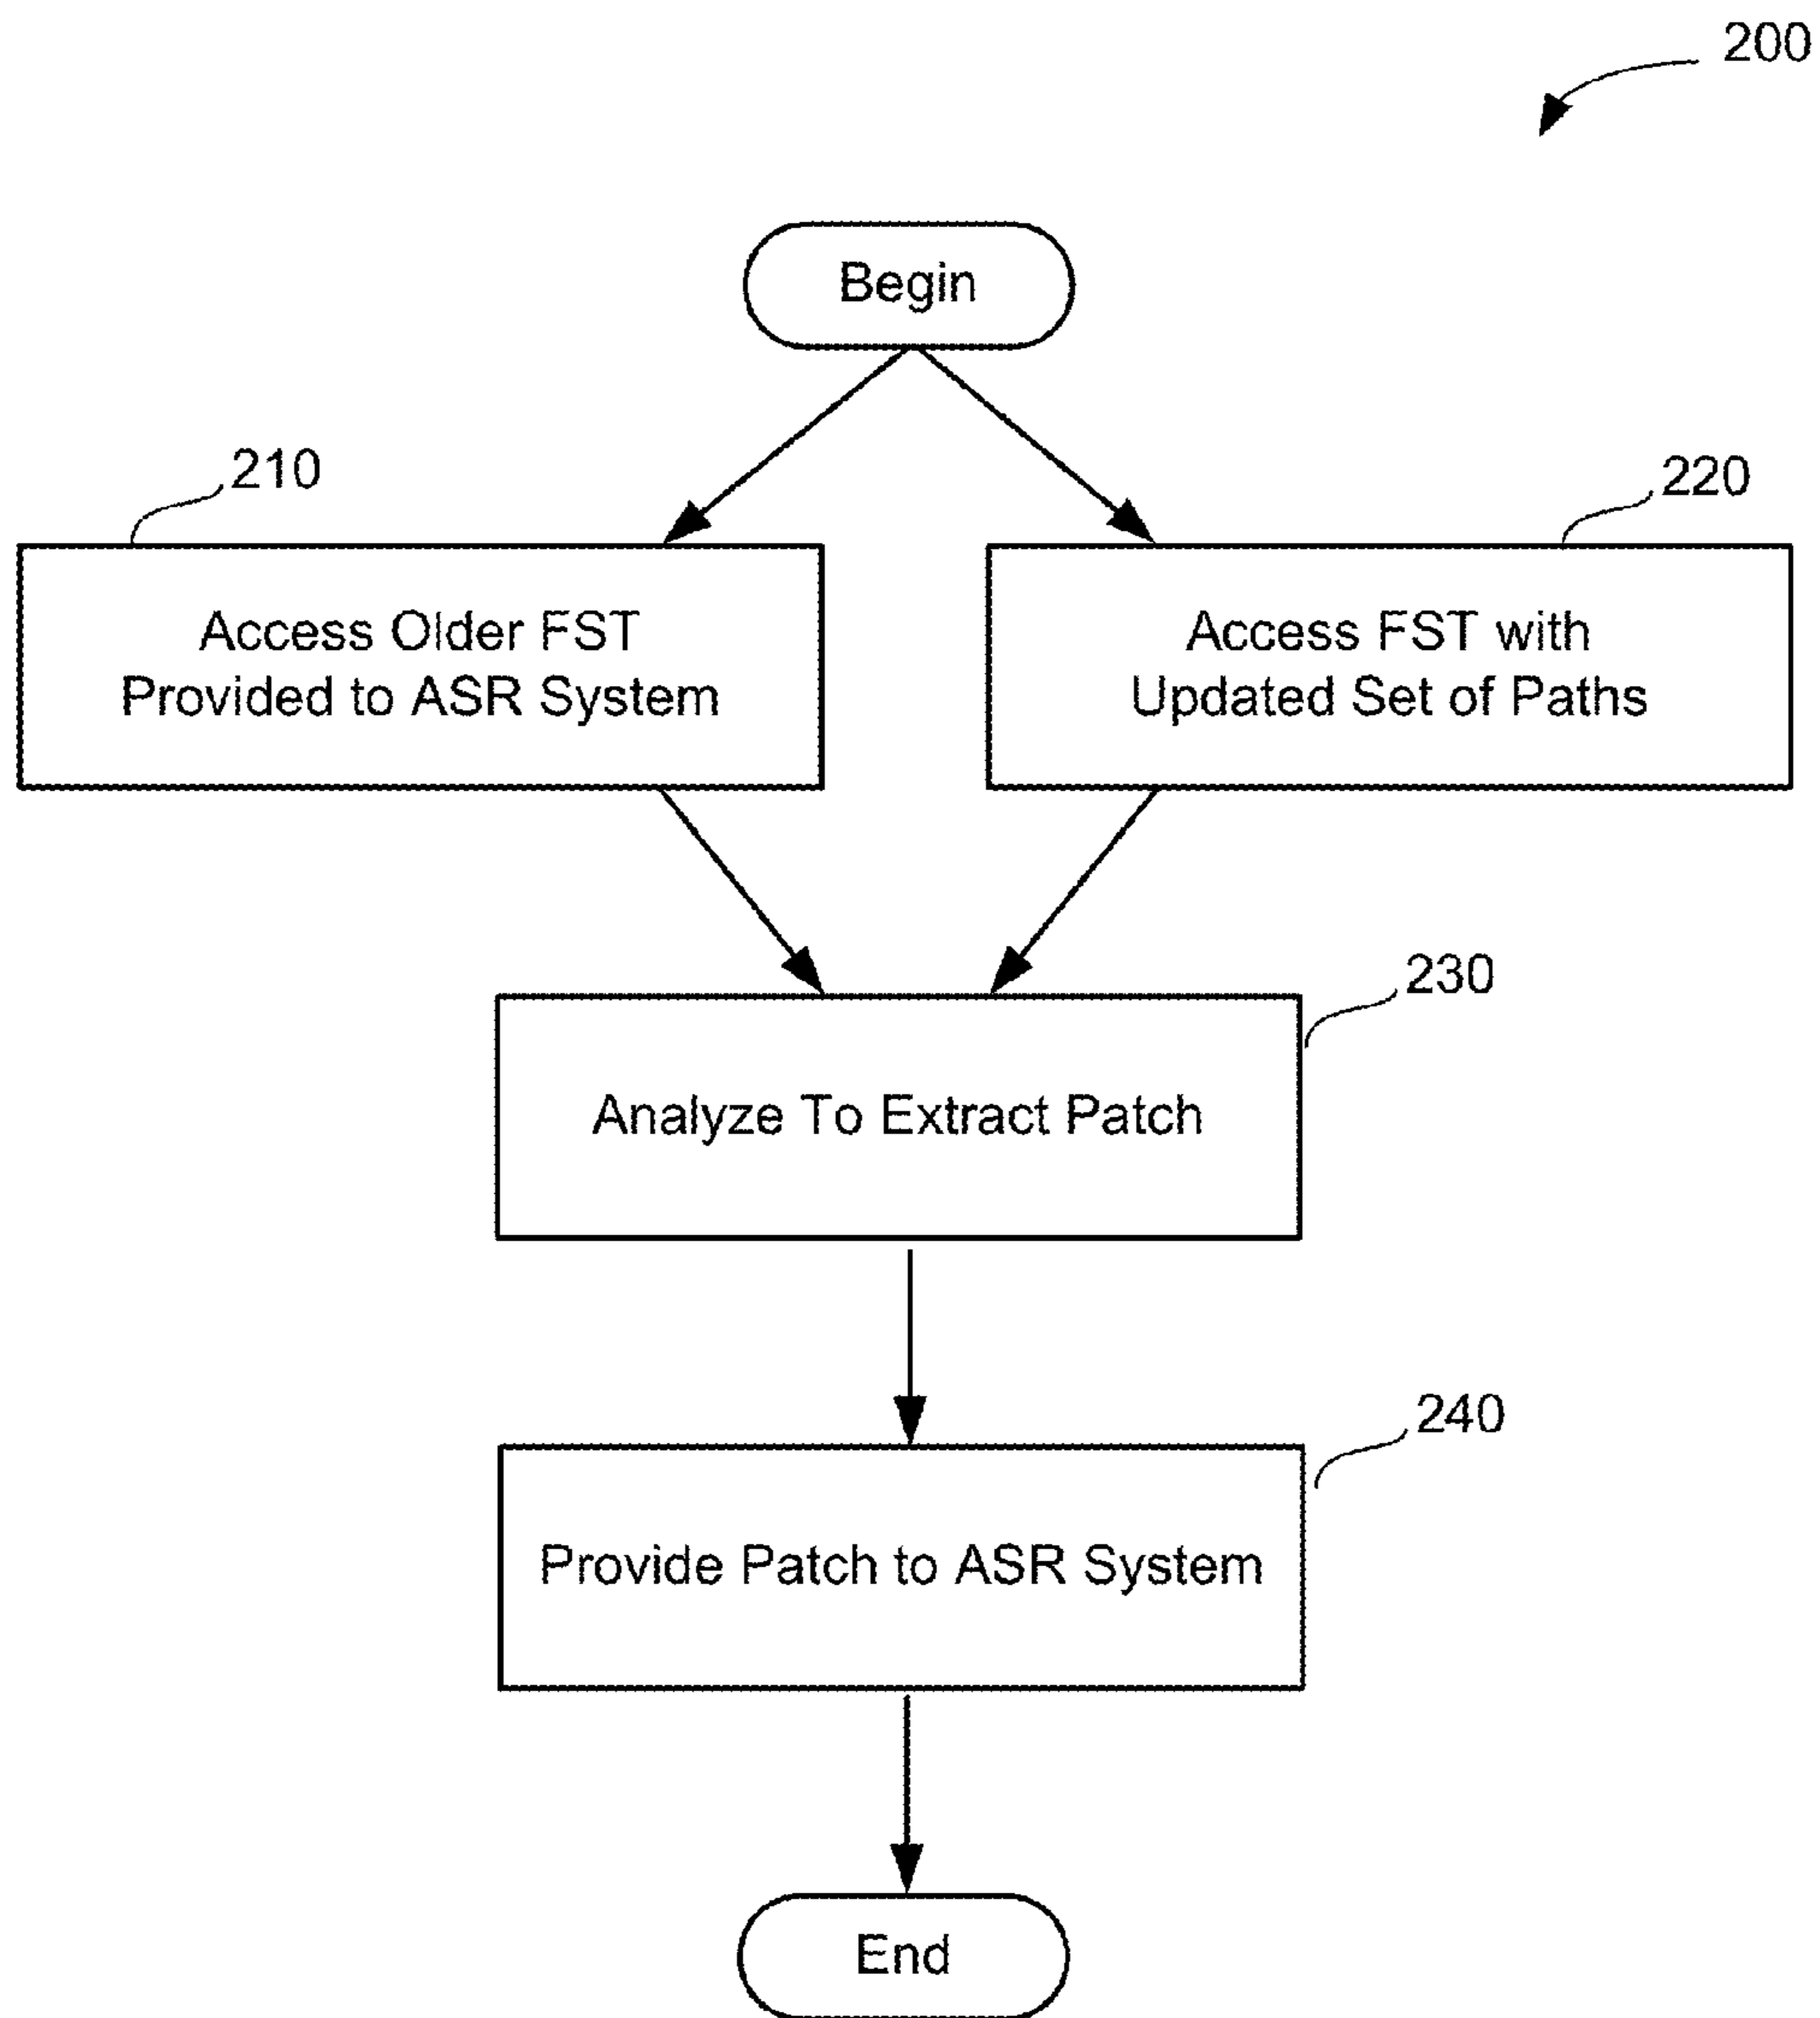 200
Begin
210
220
Access Older FST
Provided to ASR System
Access FST with
Updated Set of Paths
230
Analyze To Extract Patch
240
Provide Patch to ASR System
End